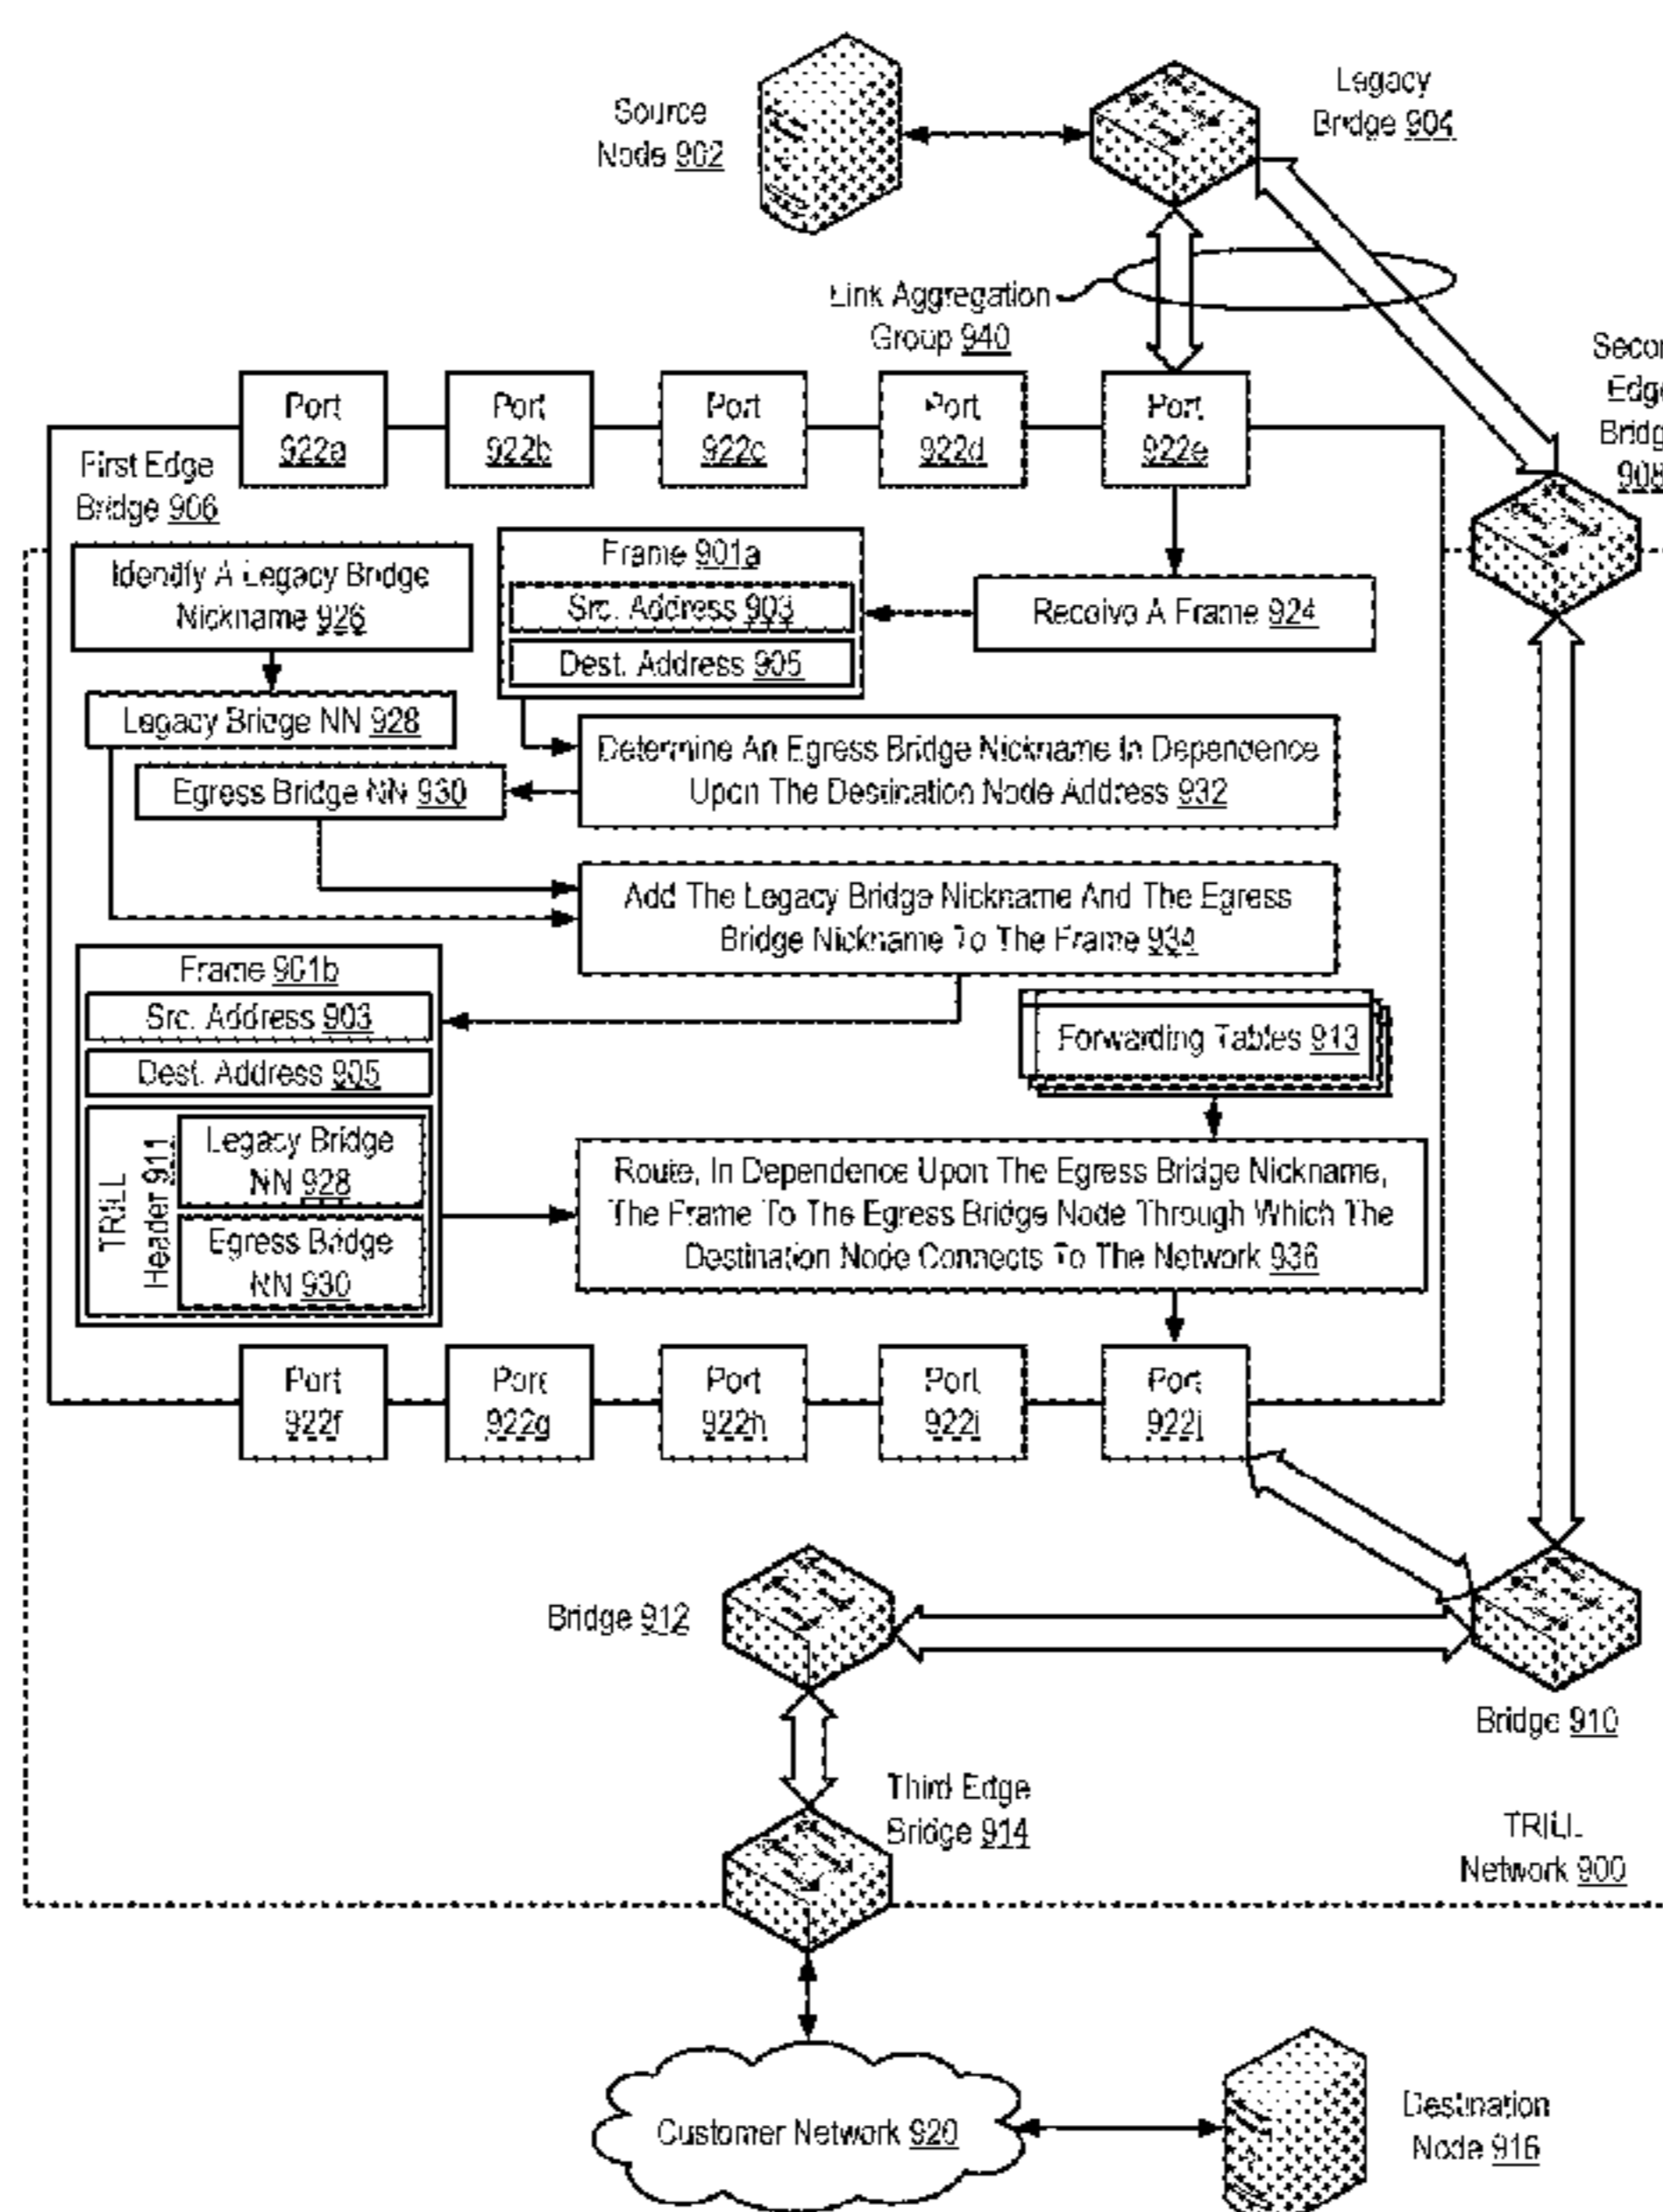 Source
Node 902
Legacy
Bridge 904
Link Aggregation
Group 940
Secon
Edge
Bridg
908
Port
922a
Port
922b
Port
922c
Port
922d
Port
922e
First Edge
Bridge 906
Identify A Legacy Bridge
Nickname 926
Frame 901a
Src. Address 903
Dest. Address 905
Receive A Frame 924
Legacy Bridge NN 928
Egress Bridge NN 930
Determine An Egress Bridge Nickname In Dependence
Upon The Destination Node Address 932
Add The Legacy Bridge Nickname And The Egress
Bridge Nickname To The Frame 934
Frame 901b
Src. Address 903
Dest. Address 905
TRILL
Header 911
Legacy Bridge
NN 928
Egress Bridge
NN 930
Forwarding Tables 913
Route, In Dependence Upon The Egress Bridge Nickname,
The Frame To The Egress Bridge Node Through Which The
Destination Node Connects To The Network 936
Port
922f
Port
922g
Port
922h
Port
922i
Port
922j
Bridge 912
Bridge 910
Third Edge
Bridge 914
TRILL
Network 900
Customer Network 920
Destination
Node 916